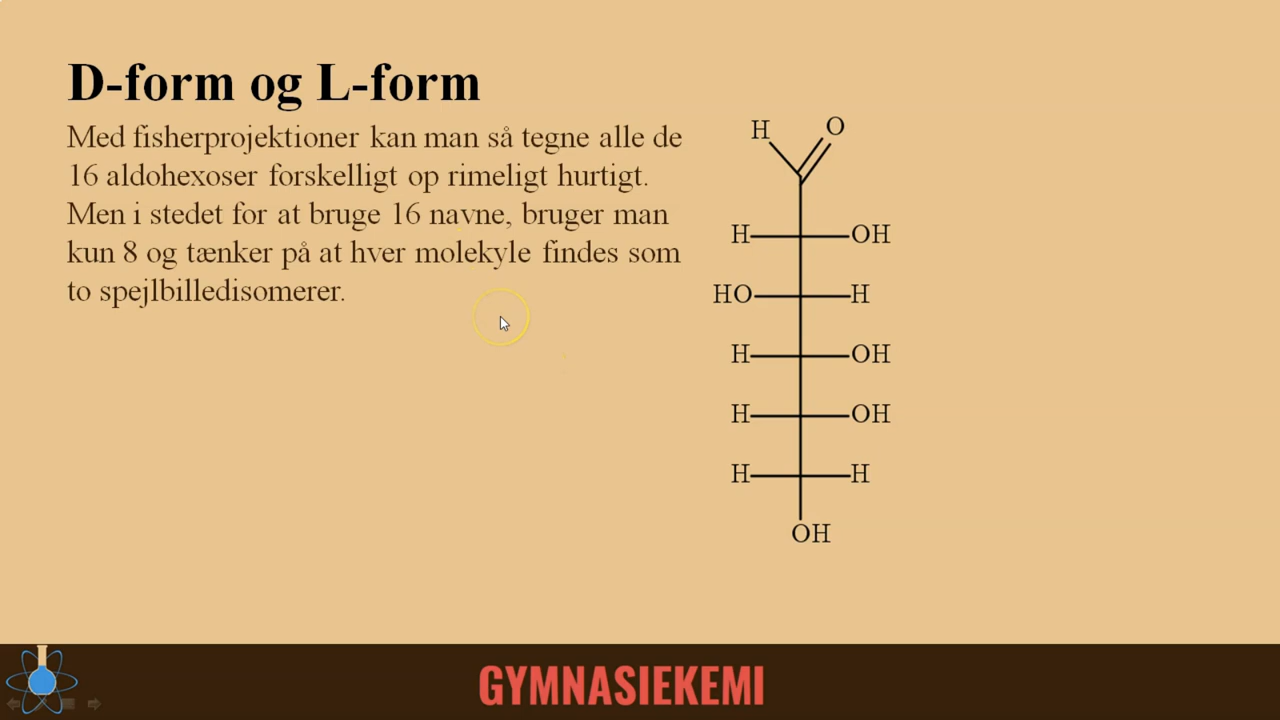 D-form og L-form
Med fisherprojektioner kan man så tegne alle de
16 aldohexoser forskelligt op rimeligt hurtigt.
Men i stedet for at bruge 16 navne, bruger man
kun 8 og tænker på at hver molekyle findes som
to spejlbilledisomerer.
H O
H OH
HO H
H OH
H OH
H H
OH
GYMNASIEKEMI